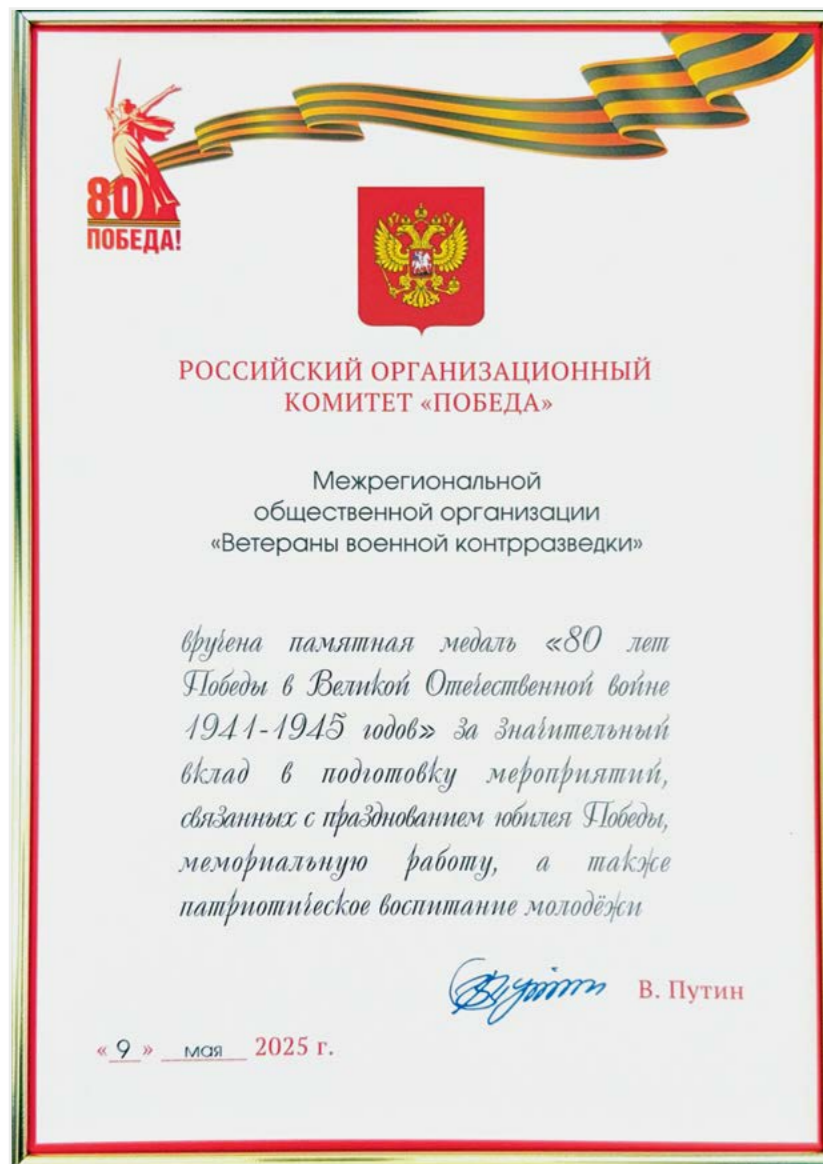 80
ПОБЕДА!
РОССИЙСКИЙ ОРГАНИЗАЦИОННЫЙ
КОМИТЕТ «ПОБЕДА»
Межрегиональной
общественной организации
«Ветераны военной контрразведки»
вручена памятная медаль «80 лет
Победы в Великой Отечественной войне
1941-1945 годов» за значительный
вклад в подготовку мероприятий,
связанных с празднованием юбилея Победы,
мемориальную работу, а также
патриотическое воспитание молодёжи
В. Путин
« 9 » мая 2025 г.